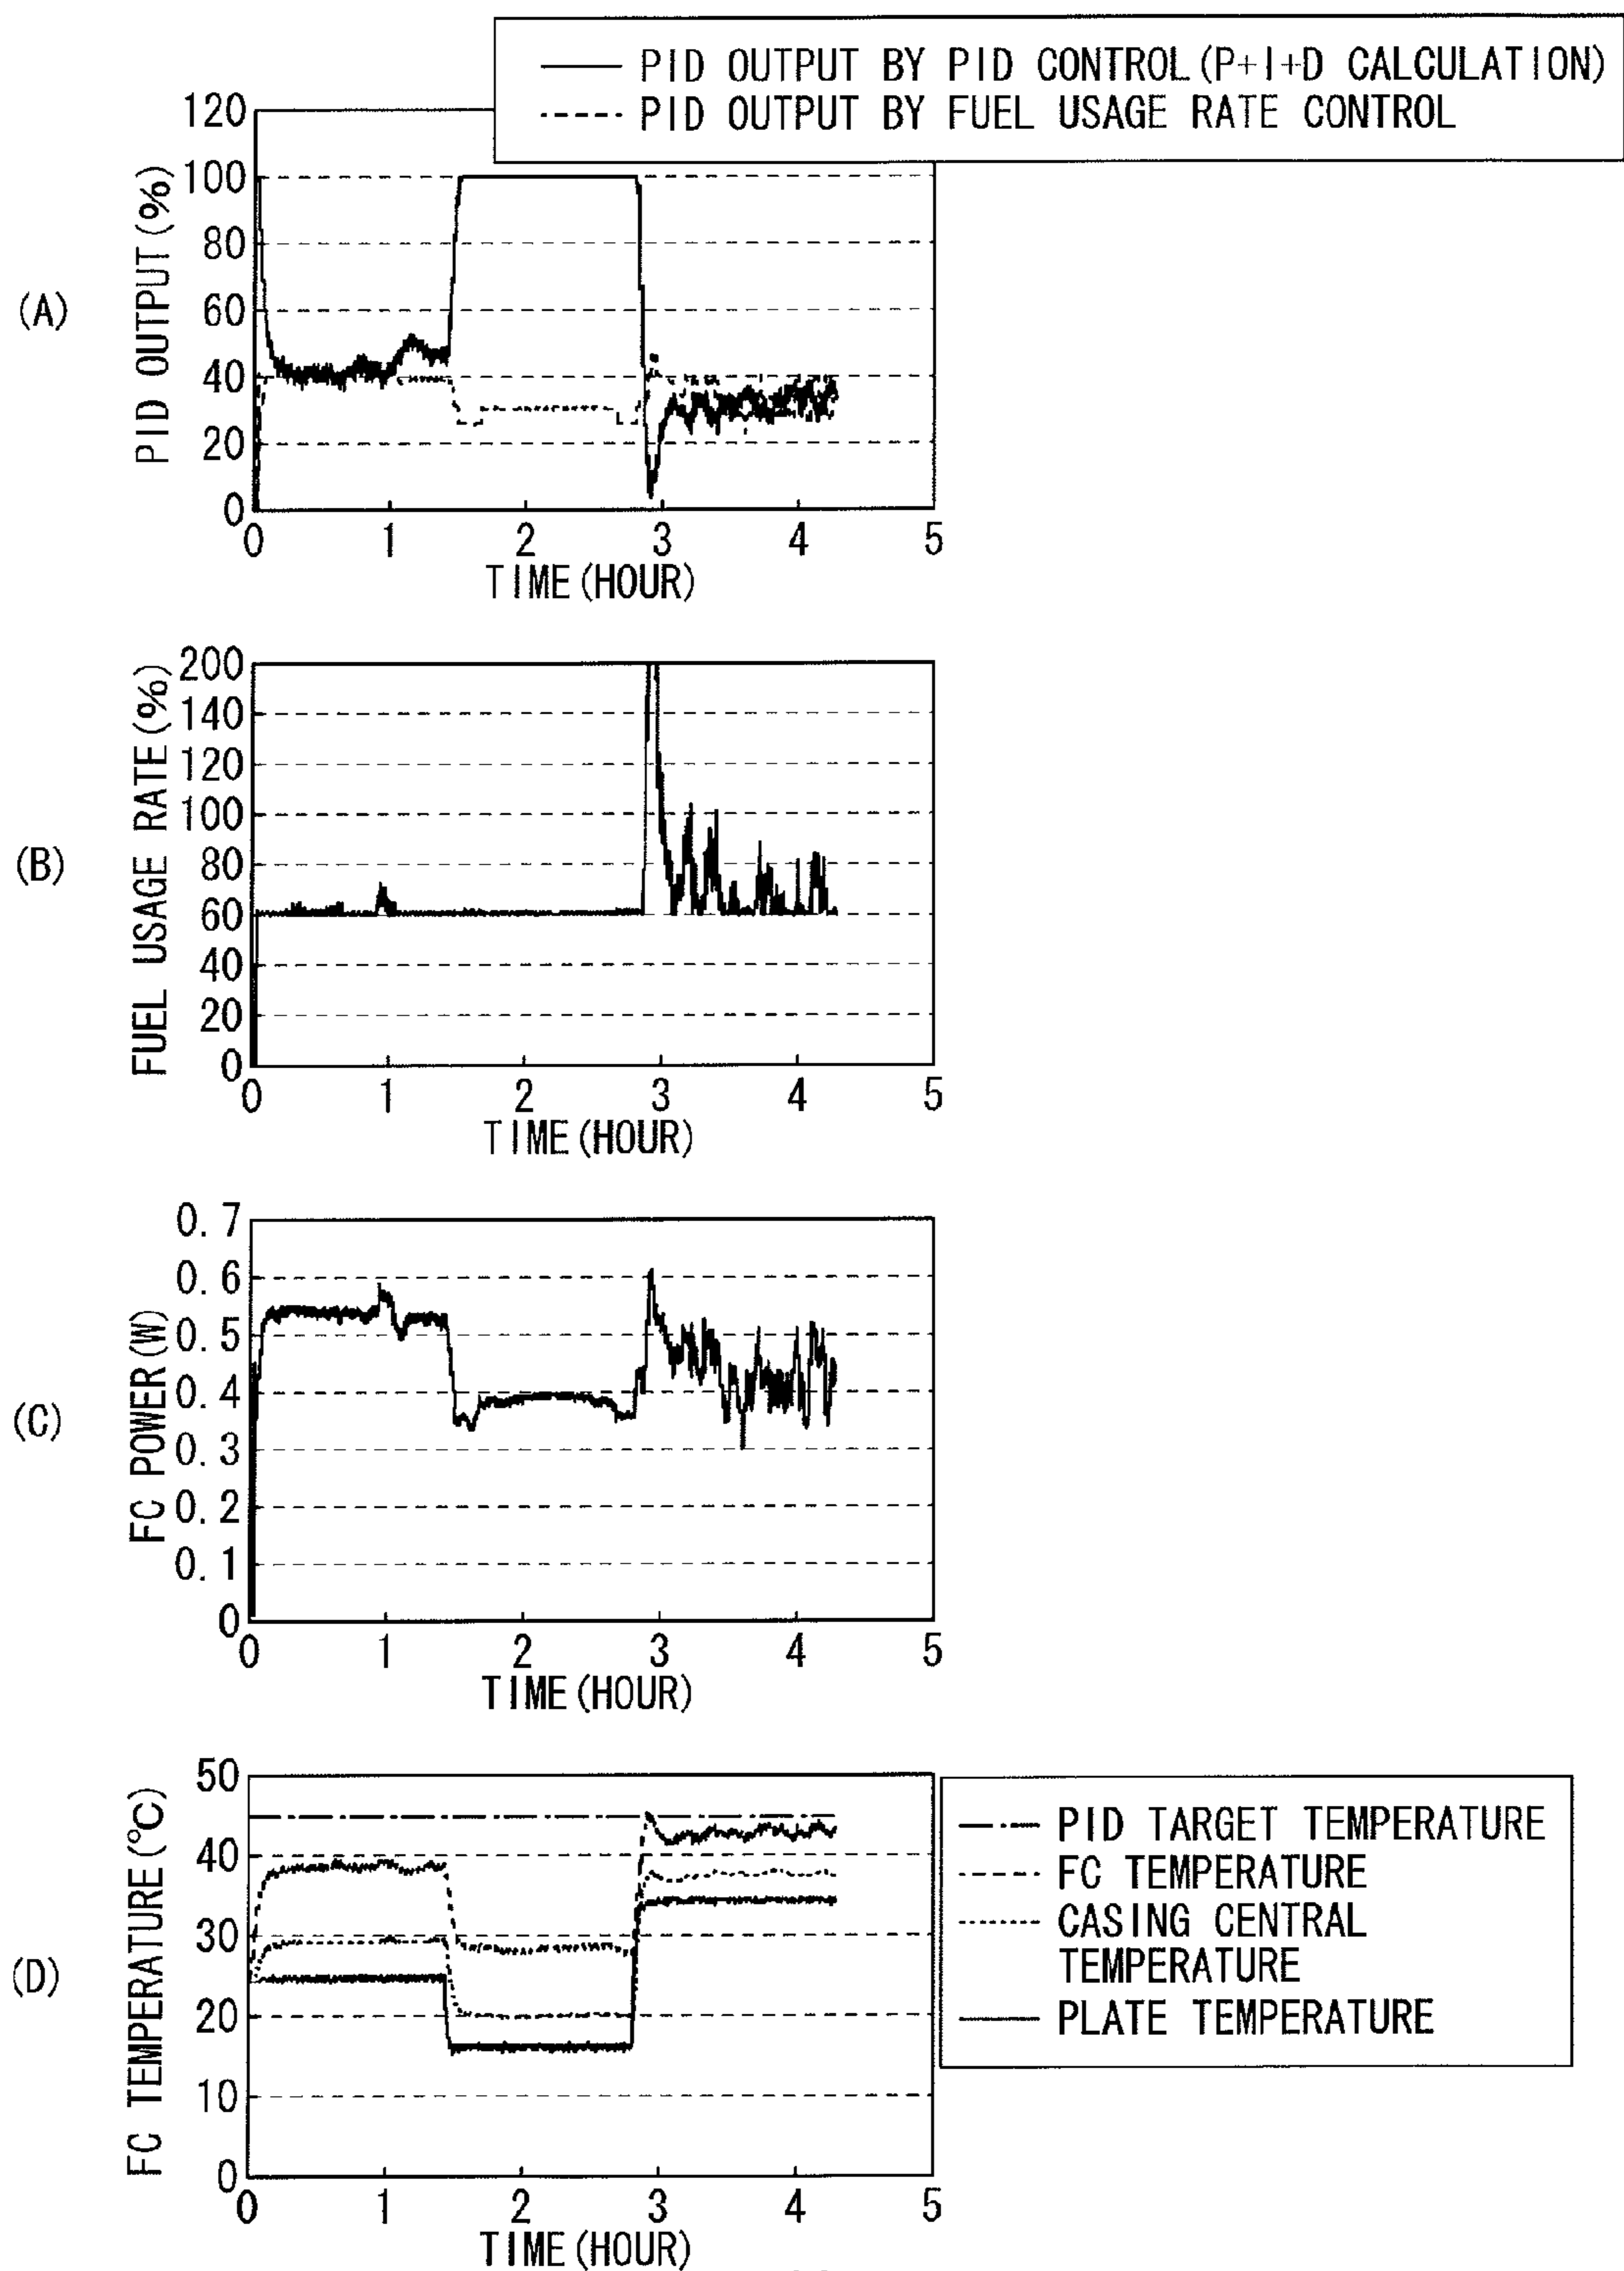 PID OUTPUT BY PID CONTROL(P+I+D CALCULATION)
PID OUTPUT BY FUEL USAGE RATE CONTROL
(A)
PID OUTPUT(%)
120
100
80
60
40
20
0
0 1 2 3 4 5
TIME(HOUR)
(B)
FUEL USAGE RATE(%)
200
140
120
100
80
60
40
20
0
0 1 2 3 4 5
TIME(HOUR)
(C)
FC POWER(W)
0.7
0.6
0.5
0.4
0.3
0.2
0.1
0
0 1 2 3 4 5
TIME(HOUR)
(D)
FC TEMPERATURE(℃)
50
40
30
20
10
0
0 1 2 3 4 5
TIME(HOUR)
PID TARGET TEMPERATURE
FC TEMPERATURE
CASING CENTRAL
TEMPERATURE
PLATE TEMPERATURE